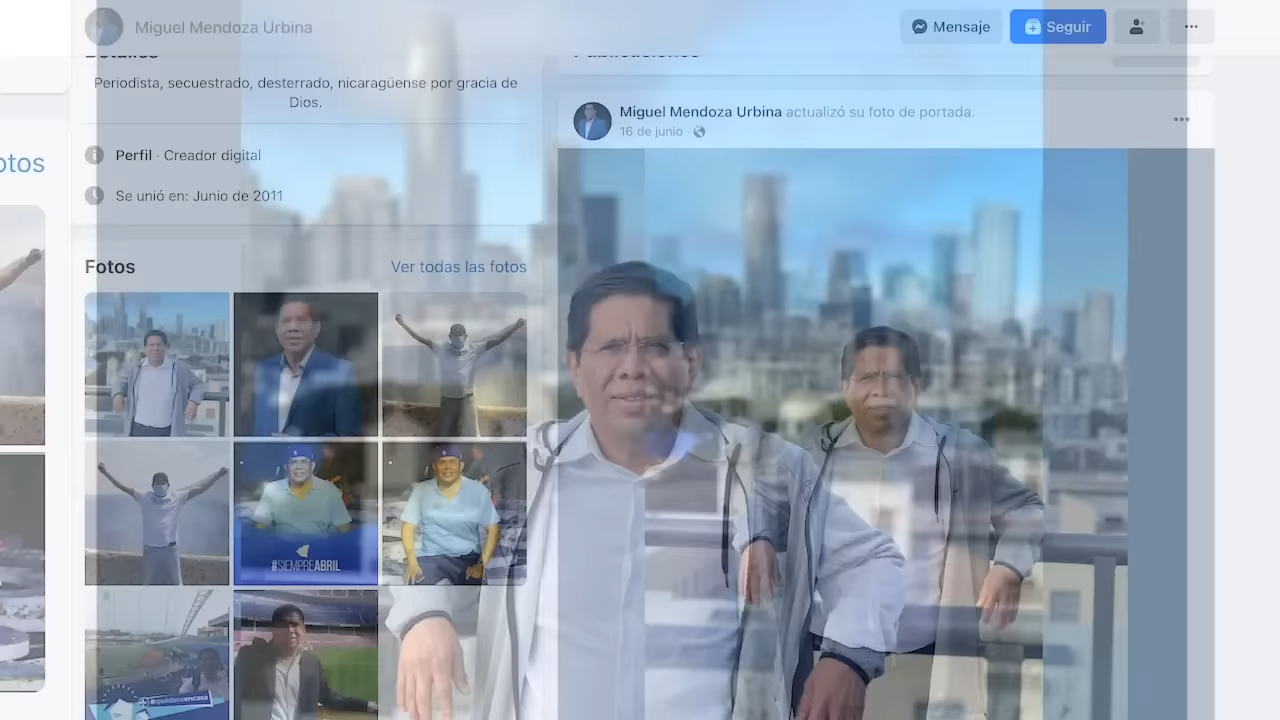 Miguel Mendoza Urbina
Mensaje
Seguir
Detalles
Publicaciones
Periodista, secuestrado, desterrado, nicaragüense por gracia de
Dios.
Perfil · Creador digital
Se unió en: Junio de 2011
otos
Fotos
Ver todas las fotos
#SIEMPREABRIL
#quédateencasa
Miguel Mendoza Urbina actualizó su foto de portada.
16 de junio ·